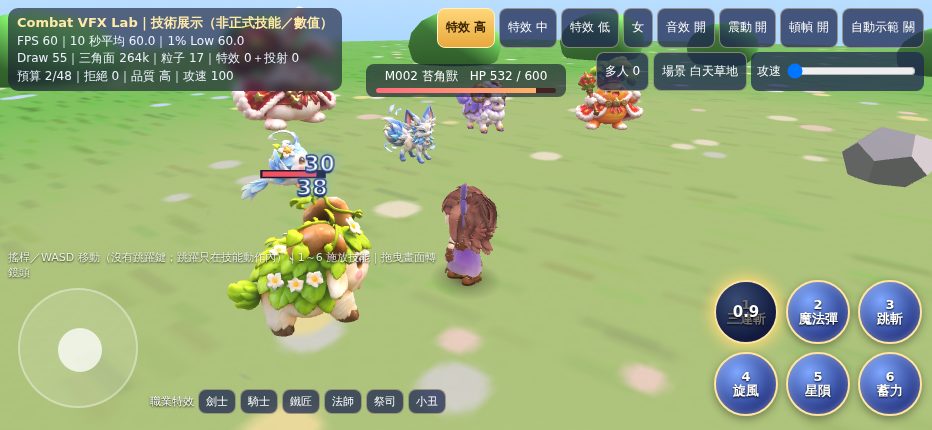 Combat VFX Lab｜技術展示（非正式技能／數值）
FPS 60｜10 秒平均 60.0｜1% Low 60.0
Draw 55｜三角面 264k｜粒子 17｜特效 0＋投射 0
預算 2/48｜拒絕 0｜品質 高｜攻速 100
特效 高
特效 中
特效 低
女
音效 開
震動 開
頓幀 開
自動示範 關
多人 0
場景 白天草地
攻速
M002 苔角獸 HP 532 / 600
30
38
搖桿／WASD 移動（沒有跳躍鍵；跳躍只在技能動作內）｜1～6 施放技能｜拖曳畫面轉
鏡頭
1
三連斬
0.9
2
魔法彈
3
跳斬
4
旋風
5
星隕
6
蓄力
職業特效
劍士
騎士
鐵匠
法師
祭司
小丑